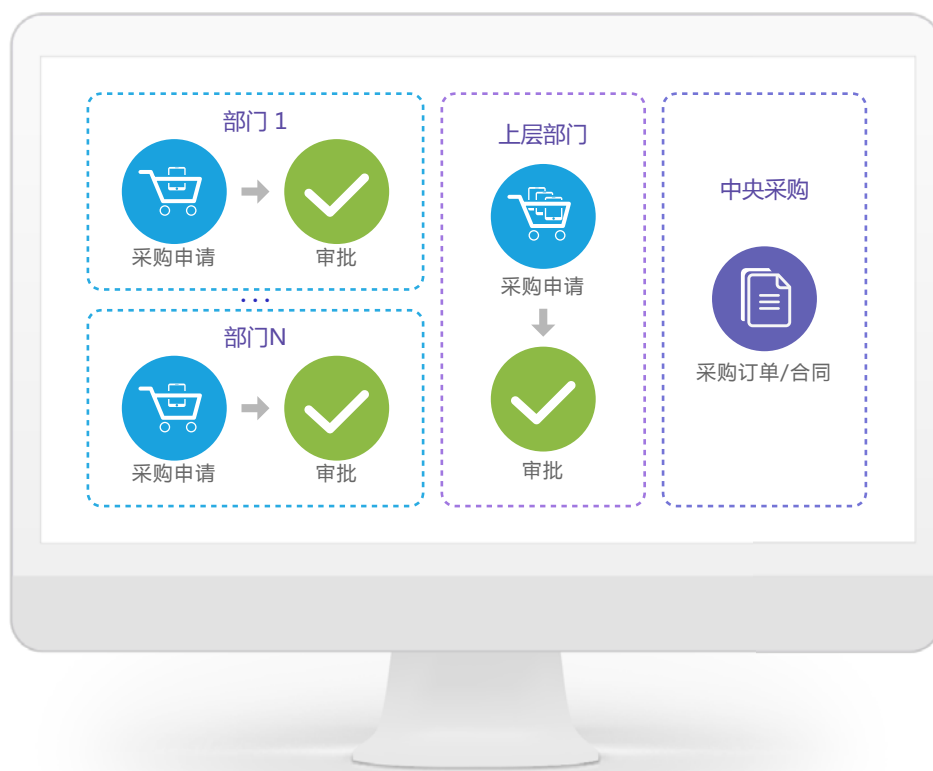 部门 1
采购申请
审批
...
部门N
采购申请
审批
上层部门
采购申请
审批
中央采购
采购订单/合同